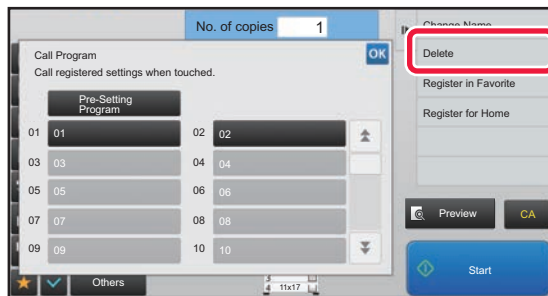 No. of copies 1
Change Name
Call Program
OK
Delete
Call registered settings when touched.
Register in Favorite
Pre-Setting
Program
Register for Home
01 01 02 02
03 03 04 04
05 05 06 06
07 07 08 08
Preview CA
09 09 10 10
Start
Others
3
4 11x17